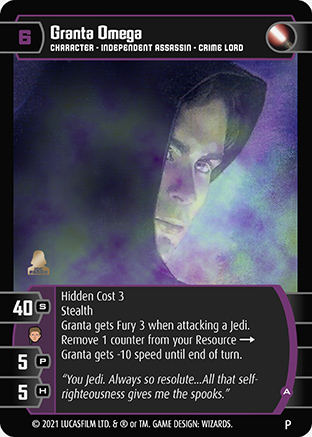 6
Granta Omega
CHARACTER - INDEPENDENT ASSASSIN - CRIME LORD
40 S
5 P
5 H
Hidden Cost 3
Stealth
Granta gets Fury 3 when attacking a Jedi.
Remove 1 counter from your Resource →
Granta gets -10 speed until end of turn.
"You Jedi. Always so resolute...All that self-
righteousness gives me the spooks."
A
© 2021 LUCASFILM LTD. & ® or TM. GAME DESIGN: WIZARDS.
P